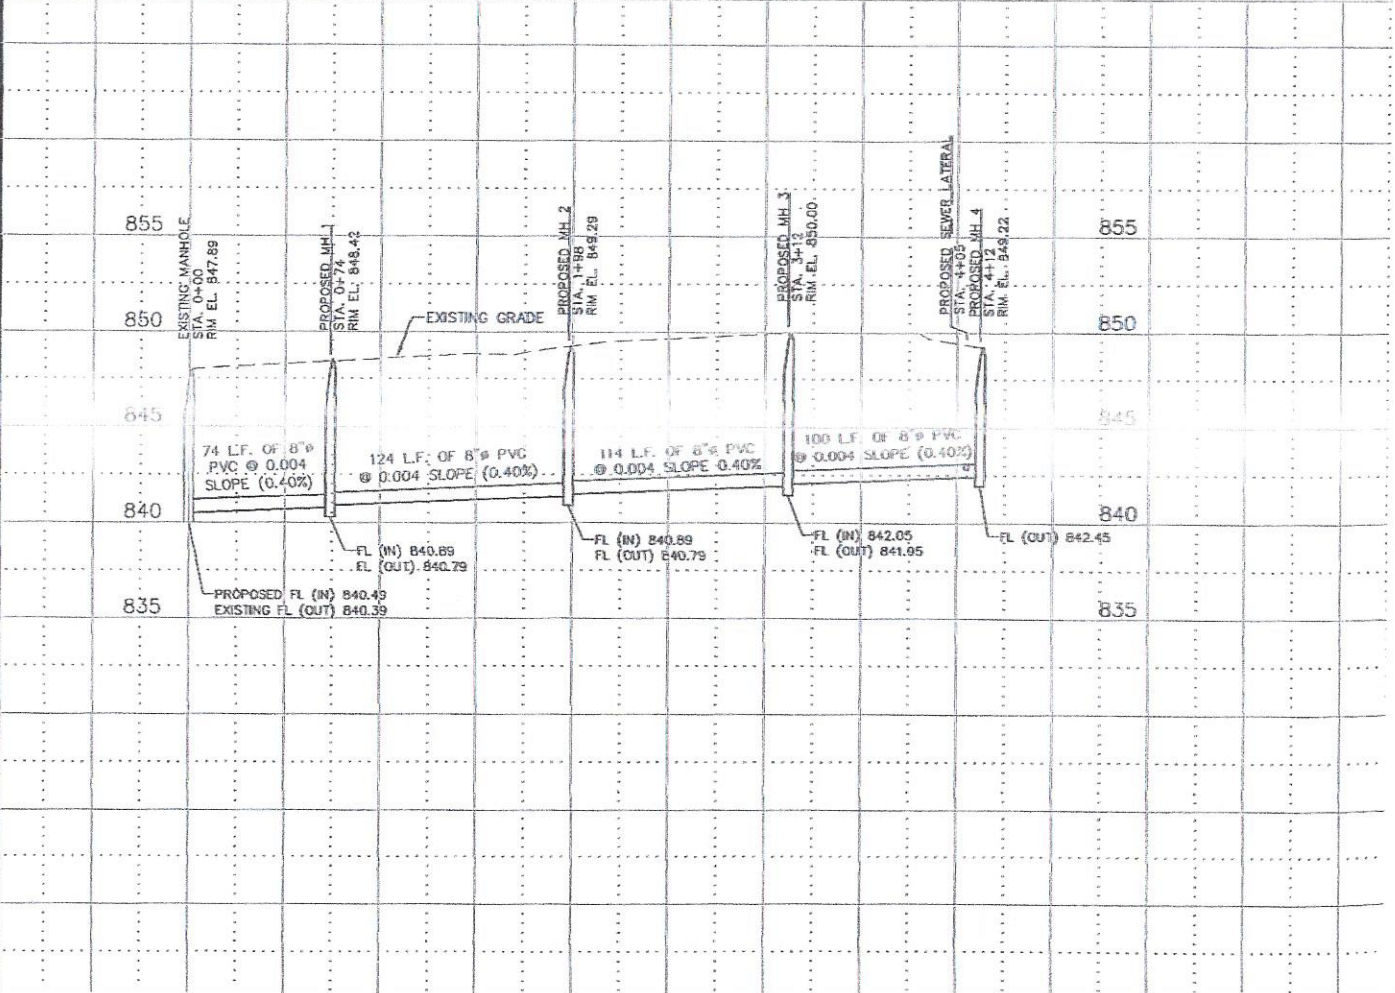 855
EXISTING MANHOLE
STA. 0+00
RIM EL. 847.89
PROPOSED MH 1
STA. 0+74
RIM EL. 848.42
PROPOSED MH 2
STA. 1+98
RIM EL. 849.29
PROPOSED MH 3
STA. 3+12
RIM EL. 850.00
PROPOSED SEWER LATERAL
STA. 4+05
PROPOSED MH 4
STA. 4+12
RIM EL. 849.22
855
850
EXISTING GRADE
850
845
845
74 L.F. OF 8"ø
PVC @ 0.004
SLOPE (0.40%)
124 L.F. OF 8"ø PVC
@ 0.004 SLOPE (0.40%)
114 L.F. OF 8"ø PVC
@ 0.004 SLOPE 0.40%
100 L.F. OF 8"ø PVC
@ 0.004 SLOPE (0.40%)
840
840
FL (IN) 840.89
FL (OUT) 840.79
FL (IN) 840.89
FL (OUT) 840.79
FL (IN) 842.05
FL (OUT) 841.95
FL (OUT) 842.45
PROPOSED FL (IN) 840.49
EXISTING FL (OUT) 840.39
835
835